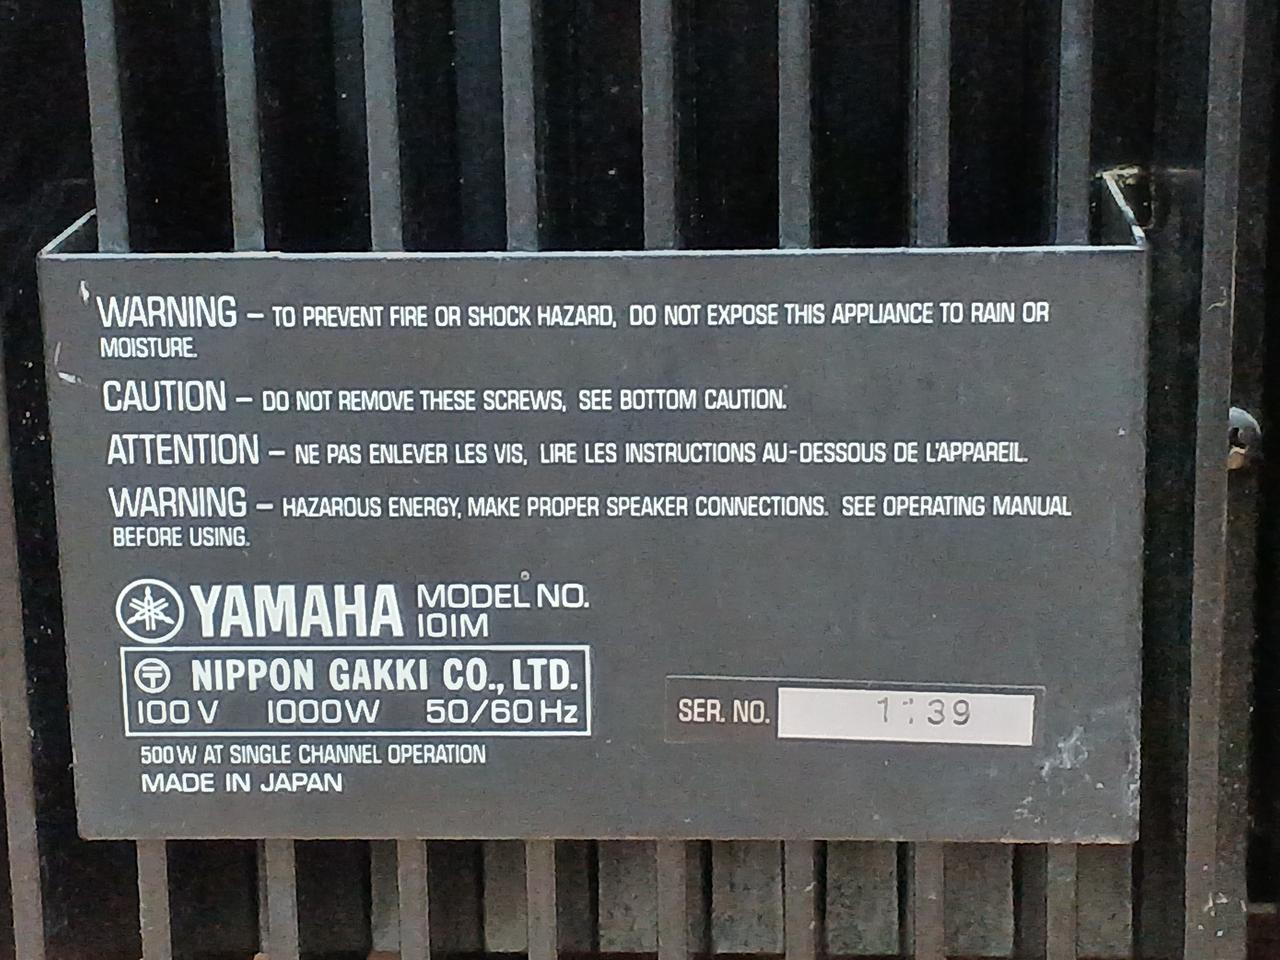 WARNING – TO PREVENT FIRE OR SHOCK HAZARD, DO NOT EXPOSE THIS APPLIANCE TO RAIN OR
MOISTURE.
CAUTION – DO NOT REMOVE THESE SCREWS, SEE BOTTOM CAUTION.
ATTENTION – NE PAS ENLEVER LES VIS, LIRE LES INSTRUCTIONS AU-DESSOUS DE L'APPAREIL.
WARNING – HAZAROUS ENERGY, MAKE PROPER SPEAKER CONNECTIONS. SEE OPERATING MANUAL
BEFORE USING.
YAMAHA MODEL NO.
101M
NIPPON GAKKI CO., LTD.
100V 1000W 50/60Hz
SER. NO.
500W AT SINGLE CHANNEL OPERATION
MADE IN JAPAN